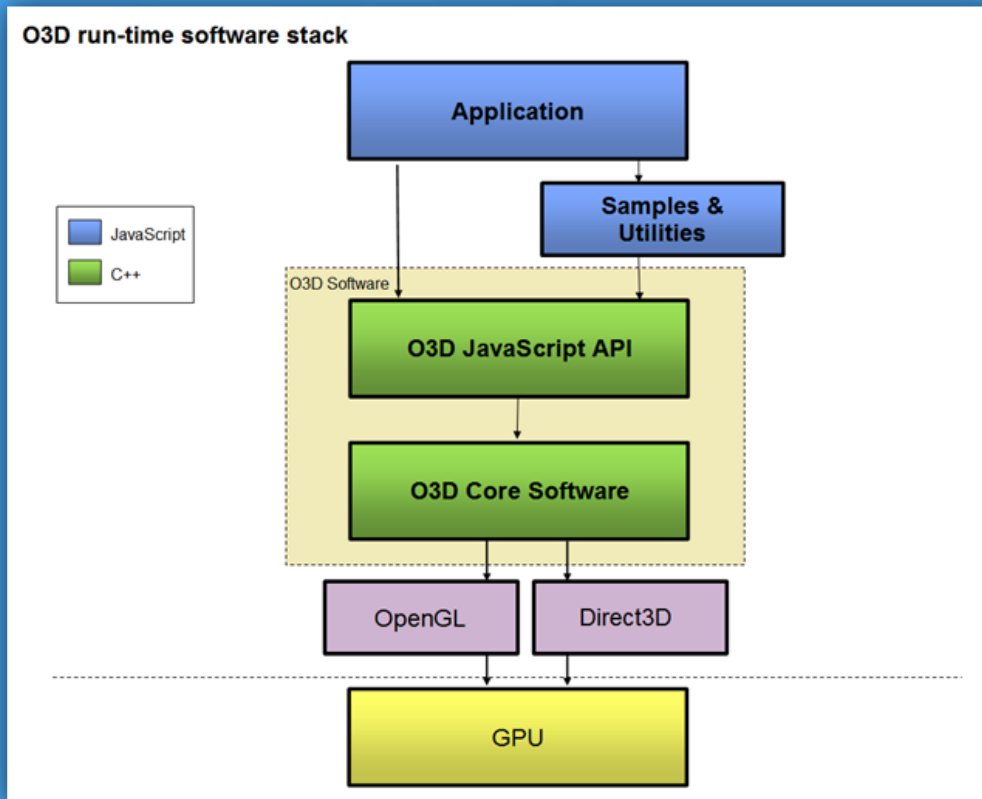 O3D run-time software stack
Application
Samples &
Utilities
JavaScript
C++
O3D Software
O3D JavaScript API
O3D Core Software
OpenGL
Direct3D
GPU